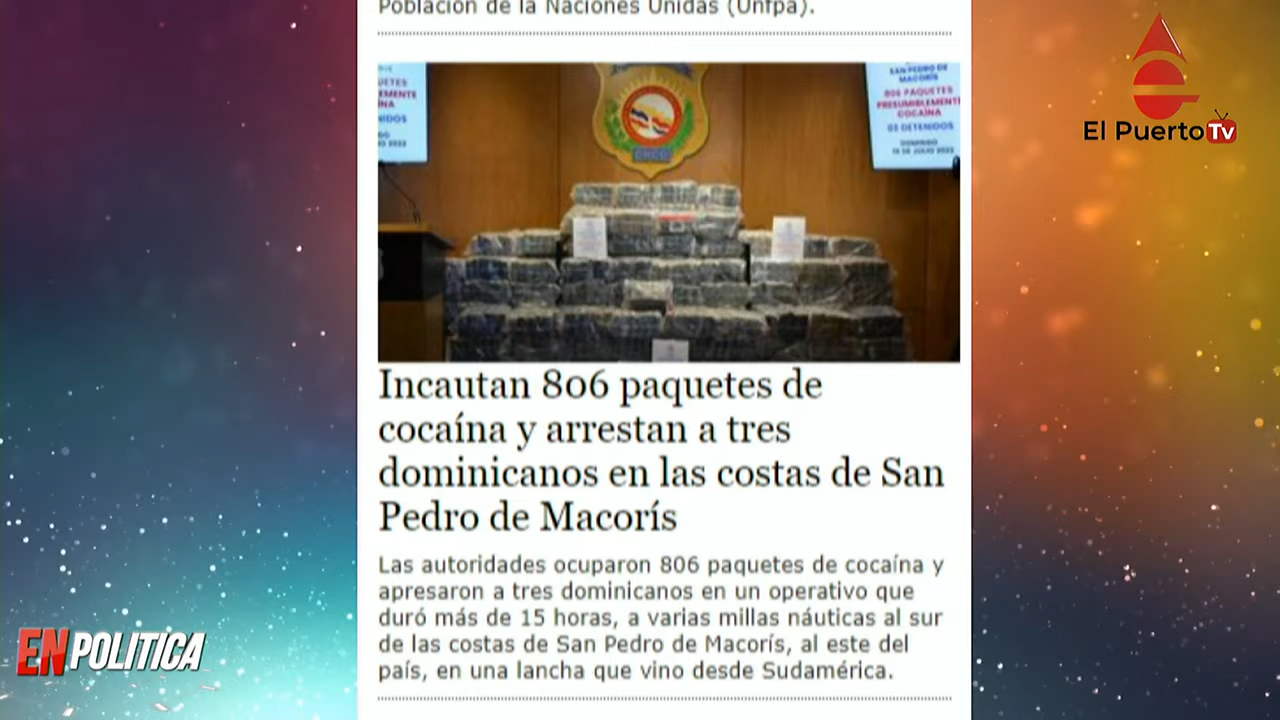 Población de la Naciones Unidas (Unfpa).
El Puerto Tv
SAN PEDRO DE
MACORÍS
806 PAQUETES
PRESUMIBLEMENTE
COCAÍNA
03 DETENIDOS
DOMINGO
DNCD
Incautan 806 paquetes de
cocaína y arrestan a tres
dominicanos en las costas de San
Pedro de Macorís
Las autoridades ocuparon 806 paquetes de cocaína y
apresaron a tres dominicanos en un operativo que
duró más de 15 horas, a varias millas náuticas al sur
de las costas de San Pedro de Macorís, al este del
país, en una lancha que vino desde Sudamérica.
EN POLITICA